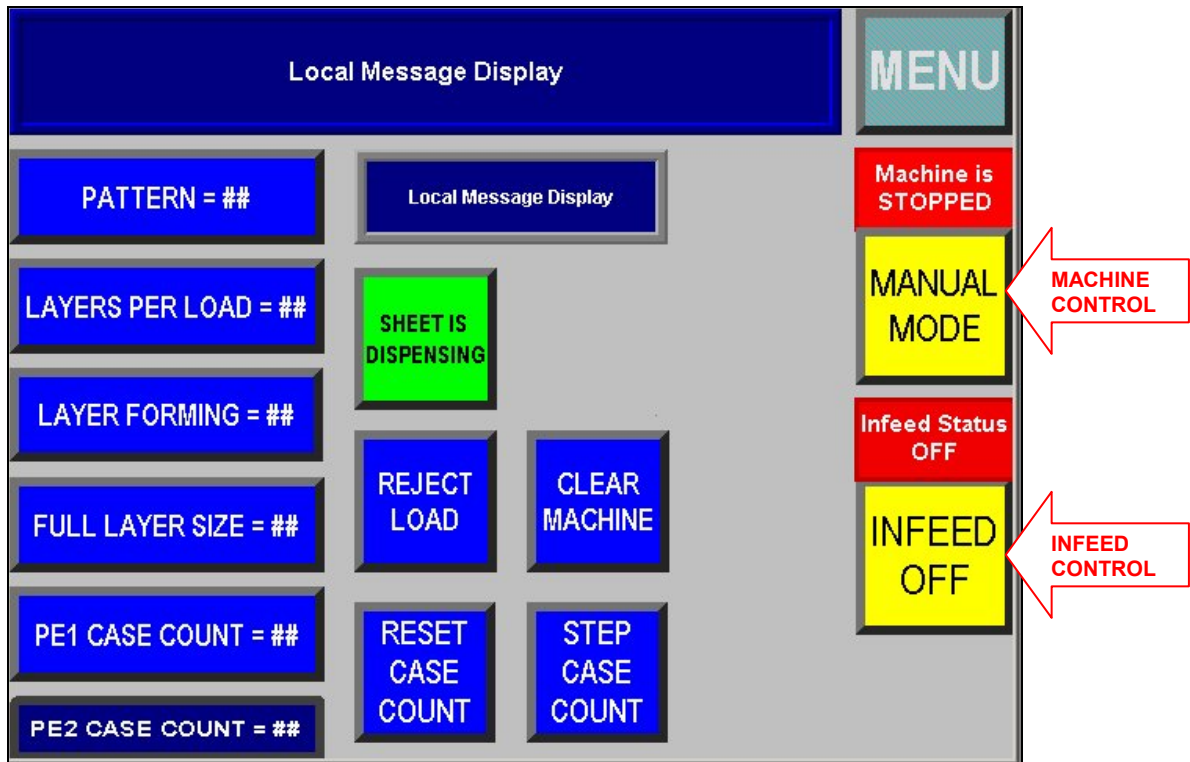 Local Message Display
MENU
PATTERN = ##
Local Message Display
Machine is
STOPPED
MANUAL
MODE
MACHINE
CONTROL
LAYERS PER LOAD = ##
SHEET IS
DISPENSING
LAYER FORMING = ##
Infeed Status
OFF
REJECT
LOAD
CLEAR
MACHINE
FULL LAYER SIZE = ##
INFEED
OFF
INFEED
CONTROL
PE1 CASE COUNT = ##
RESET
CASE
COUNT
STEP
CASE
COUNT
PE2 CASE COUNT = ##